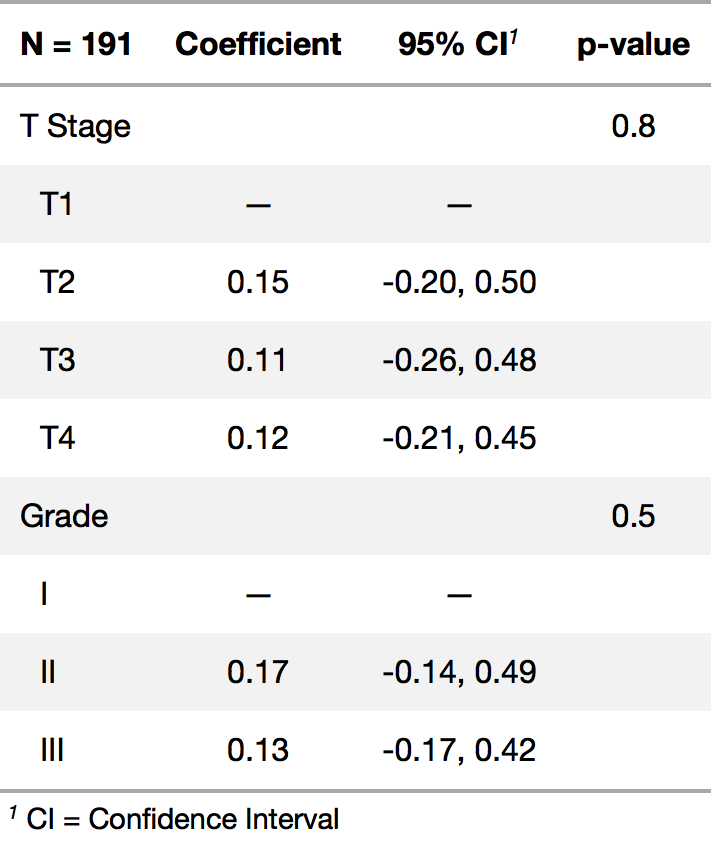 N = 191 Coefficient 95% CI1 p-value
T Stage 0.8
T1 — —
T2 0.15 -0.20, 0.50
T3 0.11 -0.26, 0.48
T4 0.12 -0.21, 0.45
Grade 0.5
I — —
II 0.17 -0.14, 0.49
III 0.13 -0.17, 0.42
1 CI = Confidence Interval